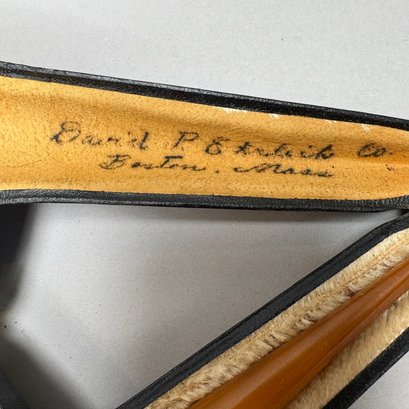 David P Ehrlich Co
Boston. Mass